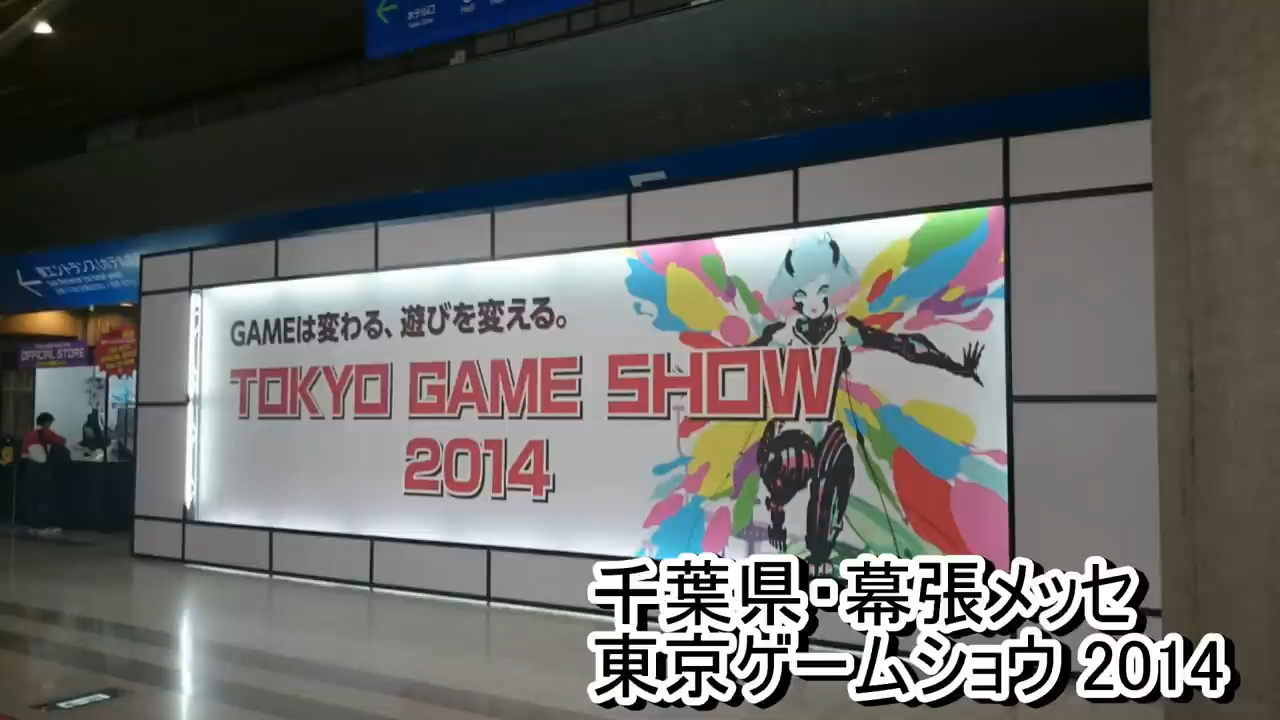 GAMEは変わる、遊びを変える。
TOKYO GAME SHOW
2014
OFFICIAL STORE
千葉県・幕張メッセ
東京ゲームショウ 2014